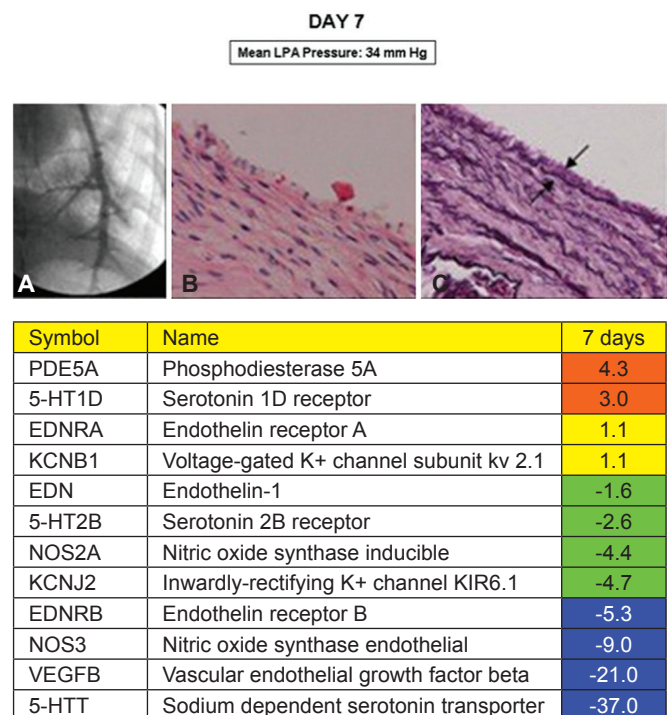 DAY 7
Mean LPA Pressure: 34 mm Hg
A B C
Symbol Name 7 days
PDE5A Phosphodiesterase 5A 4.3
5-HT1D Serotonin 1D receptor 3.0
EDNRA Endothelin receptor A 1.1
KCNB1 Voltage-gated K+ channel subunit kv 2.1 1.1
EDN Endothelin-1 -1.6
5-HT2B Serotonin 2B receptor -2.6
NOS2A Nitric oxide synthase inducible -4.4
KCNJ2 Inwardly-rectifying K+ channel KIR6.1 -4.7
EDNRB Endothelin receptor B -5.3
NOS3 Nitric oxide synthase endothelial -9.0
VEGFB Vascular endothelial growth factor beta -21.0
5-HTT Sodium dependent serotonin transporter -37.0